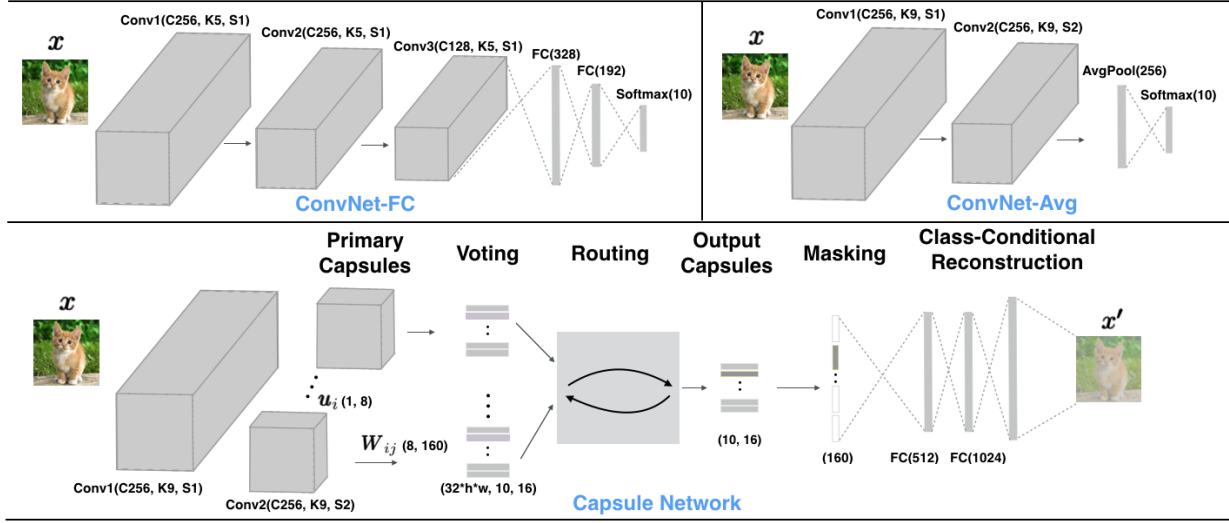 Conv1(C256, K5, S1)
Conv2(C256, K5, S1)
Conv3(C128, K5, S1)
x
FC(328)
FC(192)
Softmax(10)
ConvNet-FC
Conv1(C256, K9, S1)
Conv2(C256, K9, S2)
x
AvgPool(256)
Softmax(10)
ConvNet-Avg
Primary
Capsules
Voting
Routing
Output
Capsules
Masking
Class-Conditional
Reconstruction
x
x′
u_i (1, 8)
W_ij (8, 160)
(10, 16)
(160)
FC(512)
FC(1024)
Conv1(C256, K9, S1)
(32*h*w, 10, 16)
Conv2(C256, K9, S2)
Capsule Network